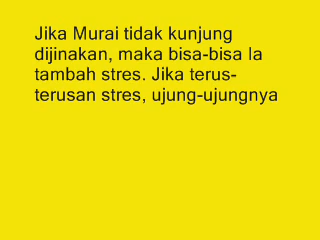 Jika Murai tidak kunjung
dijinakan, maka bisa-bisa Ia
tambah stres. Jika terus-
terusan stres, ujung-ujungnya